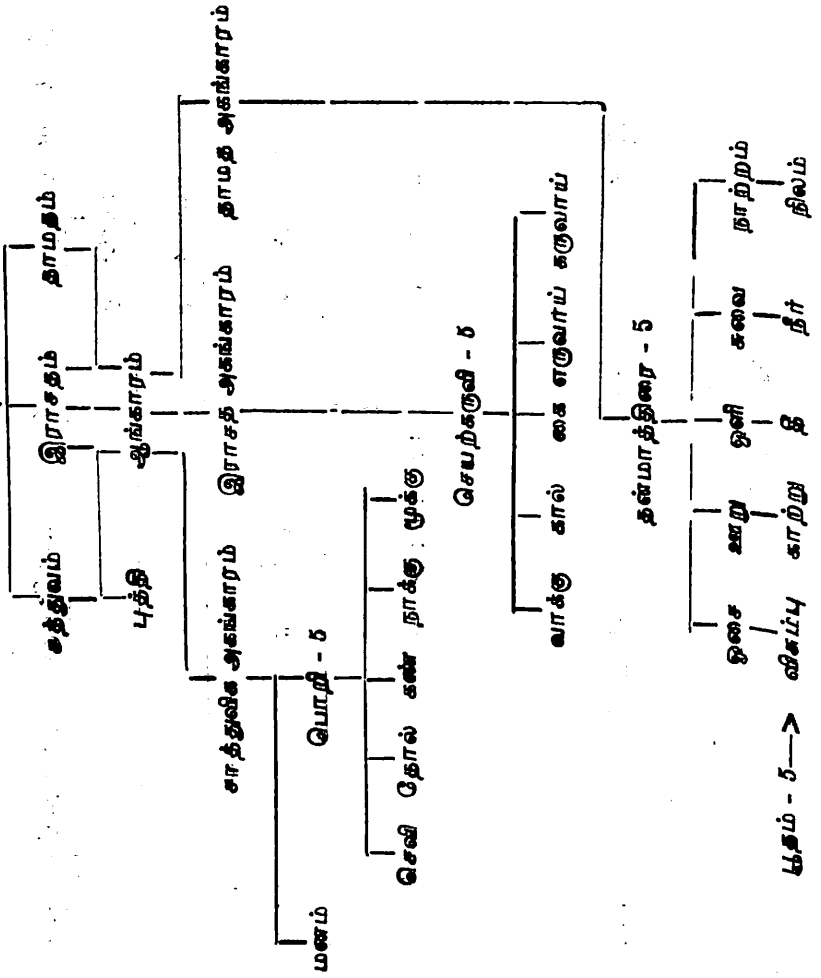 சத்துவம் இராசதம் தாமதம்
புத்தி ஆங்காரம்
சாத்துவிக அகங்காரம் இராசத அகங்காரம் தாமத அகங்காரம்
மனம் பொறி - 5
செவி தோல் கண் நாக்கு மூக்கு
செயற்கருவி - 5
வாக்கு கால் கை எருவாய் கருவாய்
தன்மாத்திரை - 5
ஓசை ஊறு ஒளி சுவை நாற்றம்
பூதம் - 5 —> விசும்பு காற்று தீ நீர் நிலம்